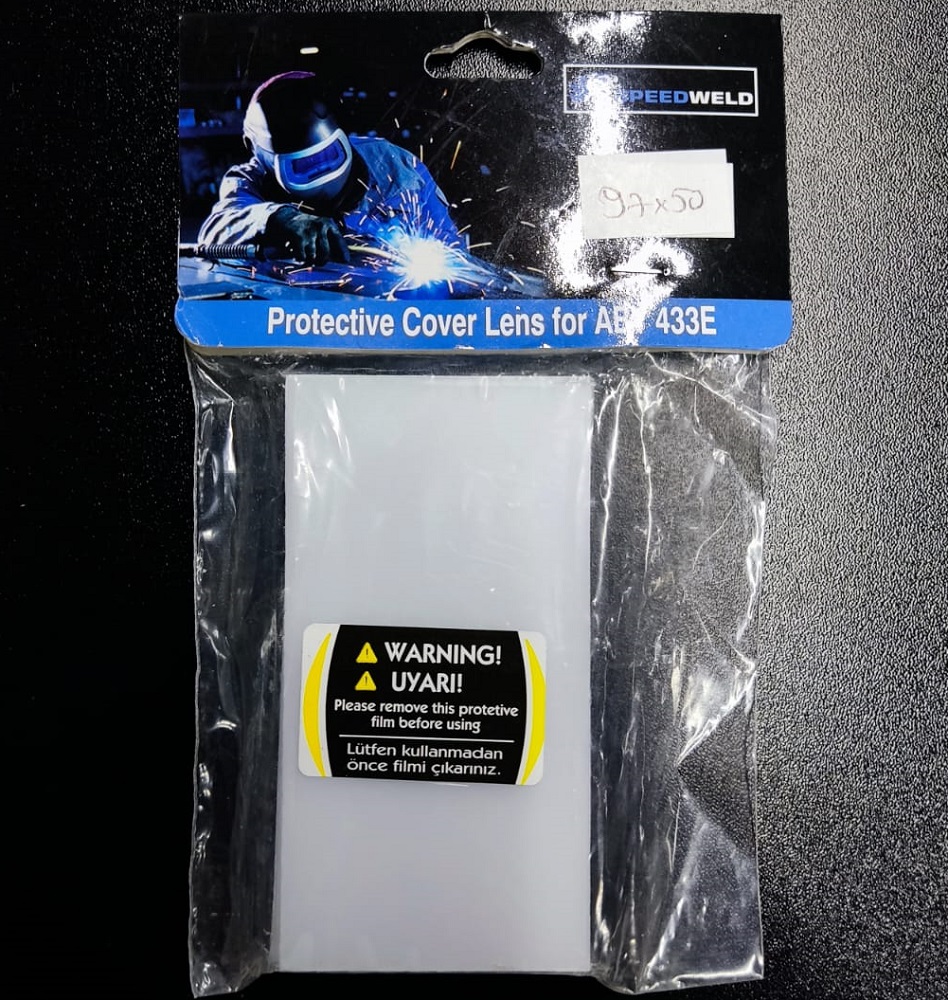 SPEEDWELD
97x50
Protective Cover Lens for 433E
WARNING!
UYARI!
Please remove this protetive
film before using
Lütfen kullanmadan
önce filmi çıkarınız.